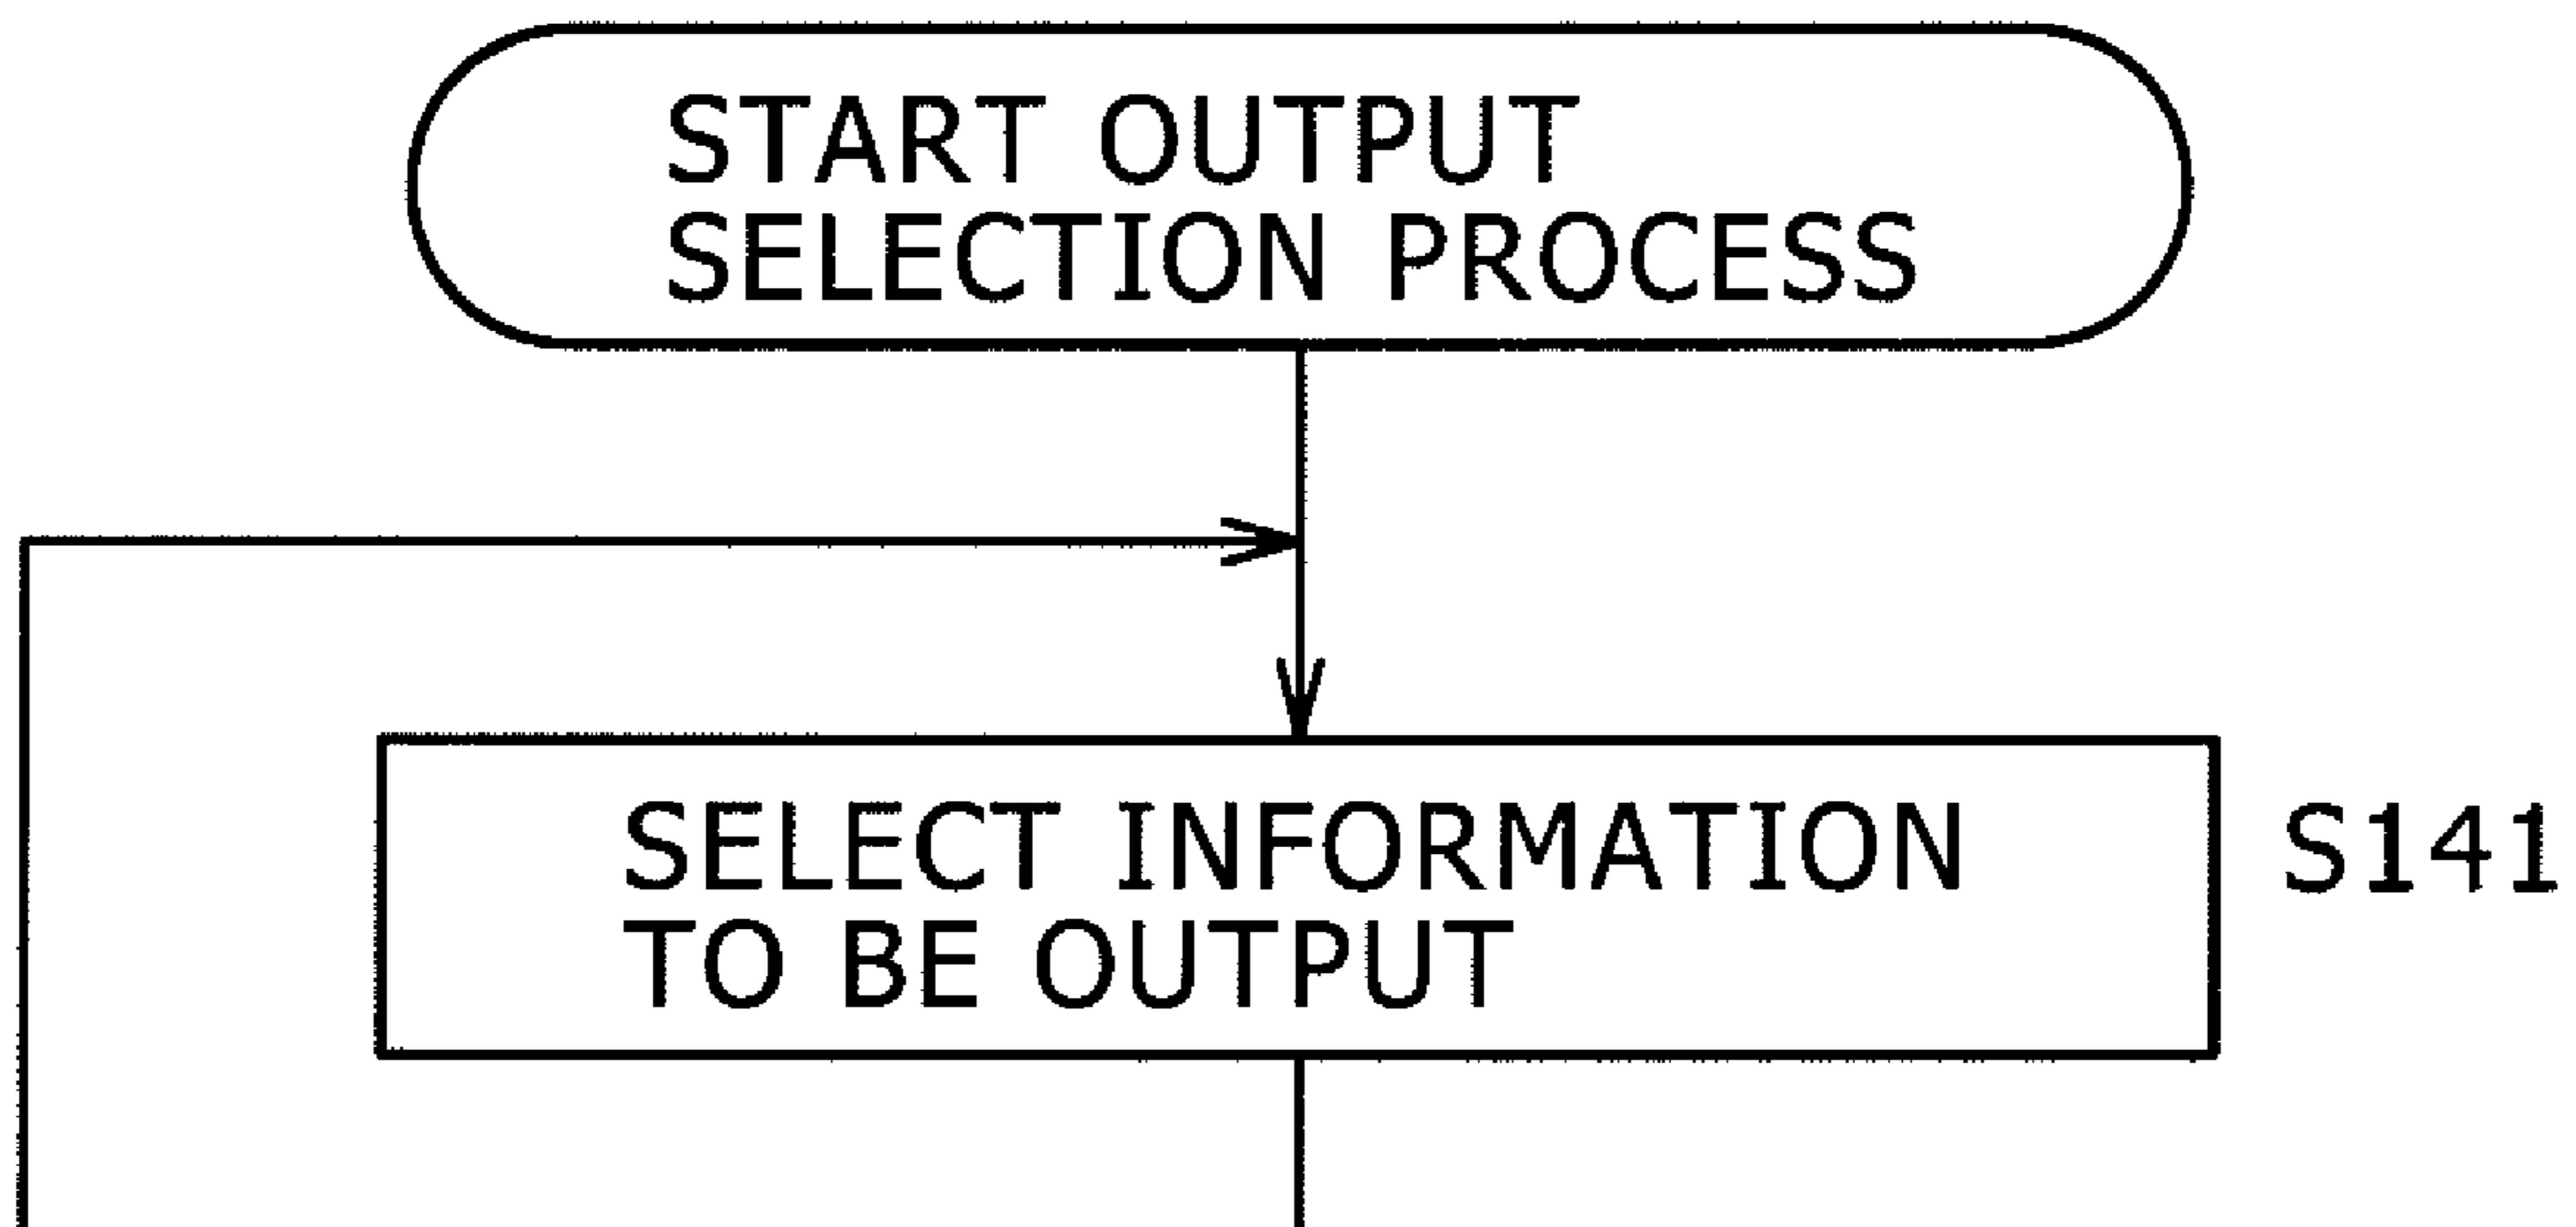 START OUTPUT
SELECTION PROCESS
SELECT INFORMATION
TO BE OUTPUT
S141